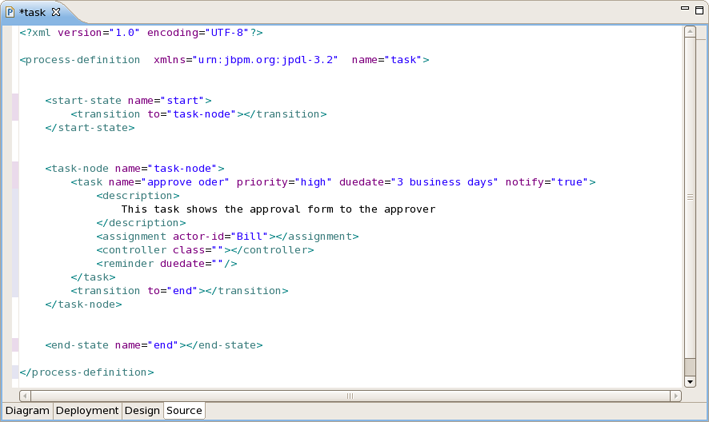 *task
<?xml version="1.0" encoding="UTF-8"?>
<process-definition  xmlns="urn:jbpm.org:jpdl-3.2"  name="task">
    <start-state name="start">
        <transition to="task-node"></transition>
    </start-state>
    <task-node name="task-node">
        <task name="approve oder" priority="high" duedate="3 business days" notify="true">
            <description>
                This task shows the approval form to the approver
            </description>
            <assignment actor-id="Bill"></assignment>
            <controller class=""></controller>
            <reminder duedate=""/>
        </task>
        <transition to="end"></transition>
    </task-node>
    <end-state name="end"></end-state>
</process-definition>
Diagram Deployment Design Source